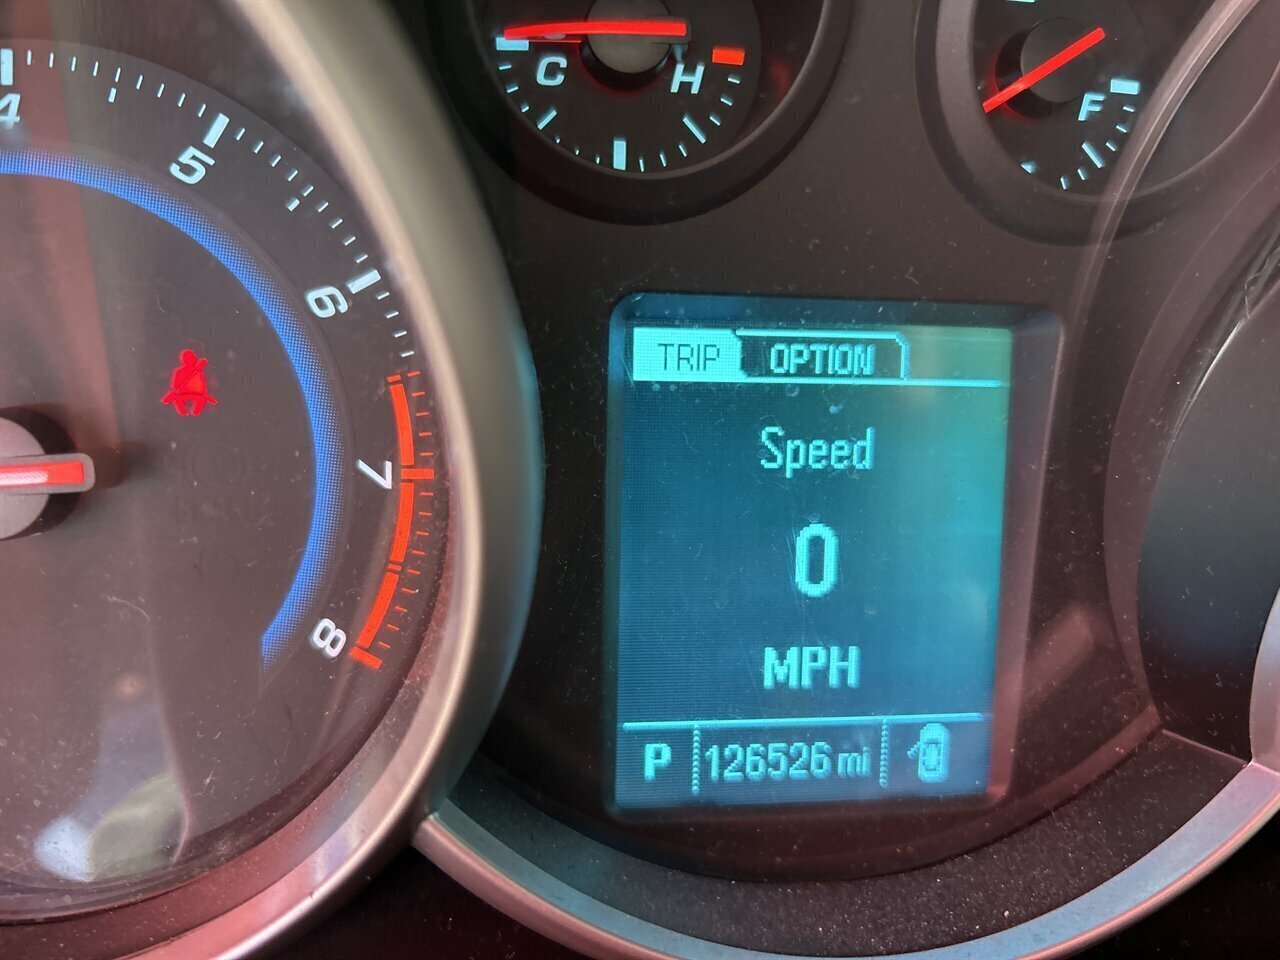 C H
F
4
5
6
7
8
TRIP OPTION
Speed
0
MPH
P 126526 mi